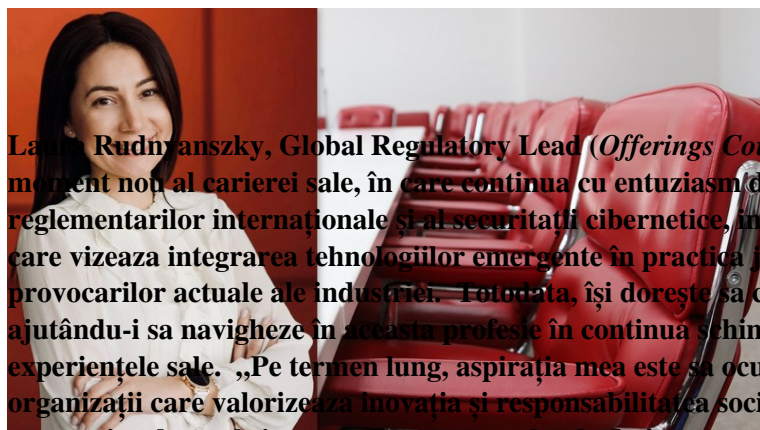 Laura Rudnyanszky, Global Regulatory Lead (Offerings
moment nou al carierei sale, în care continua cu entuziasm
reglementarilor internaționale și al securitații cibernetice,
care vizeaza integrarea tehnologiilor emergente în practica
provocarilor actuale ale industriei. Totodata, își dorește sa
ajutându-i sa navigheze în aceasta profesie în continua
experiențele sale. „Pe termen lung, aspirația mea este sa
organizații care valorizeaza inovația și responsabilitatea